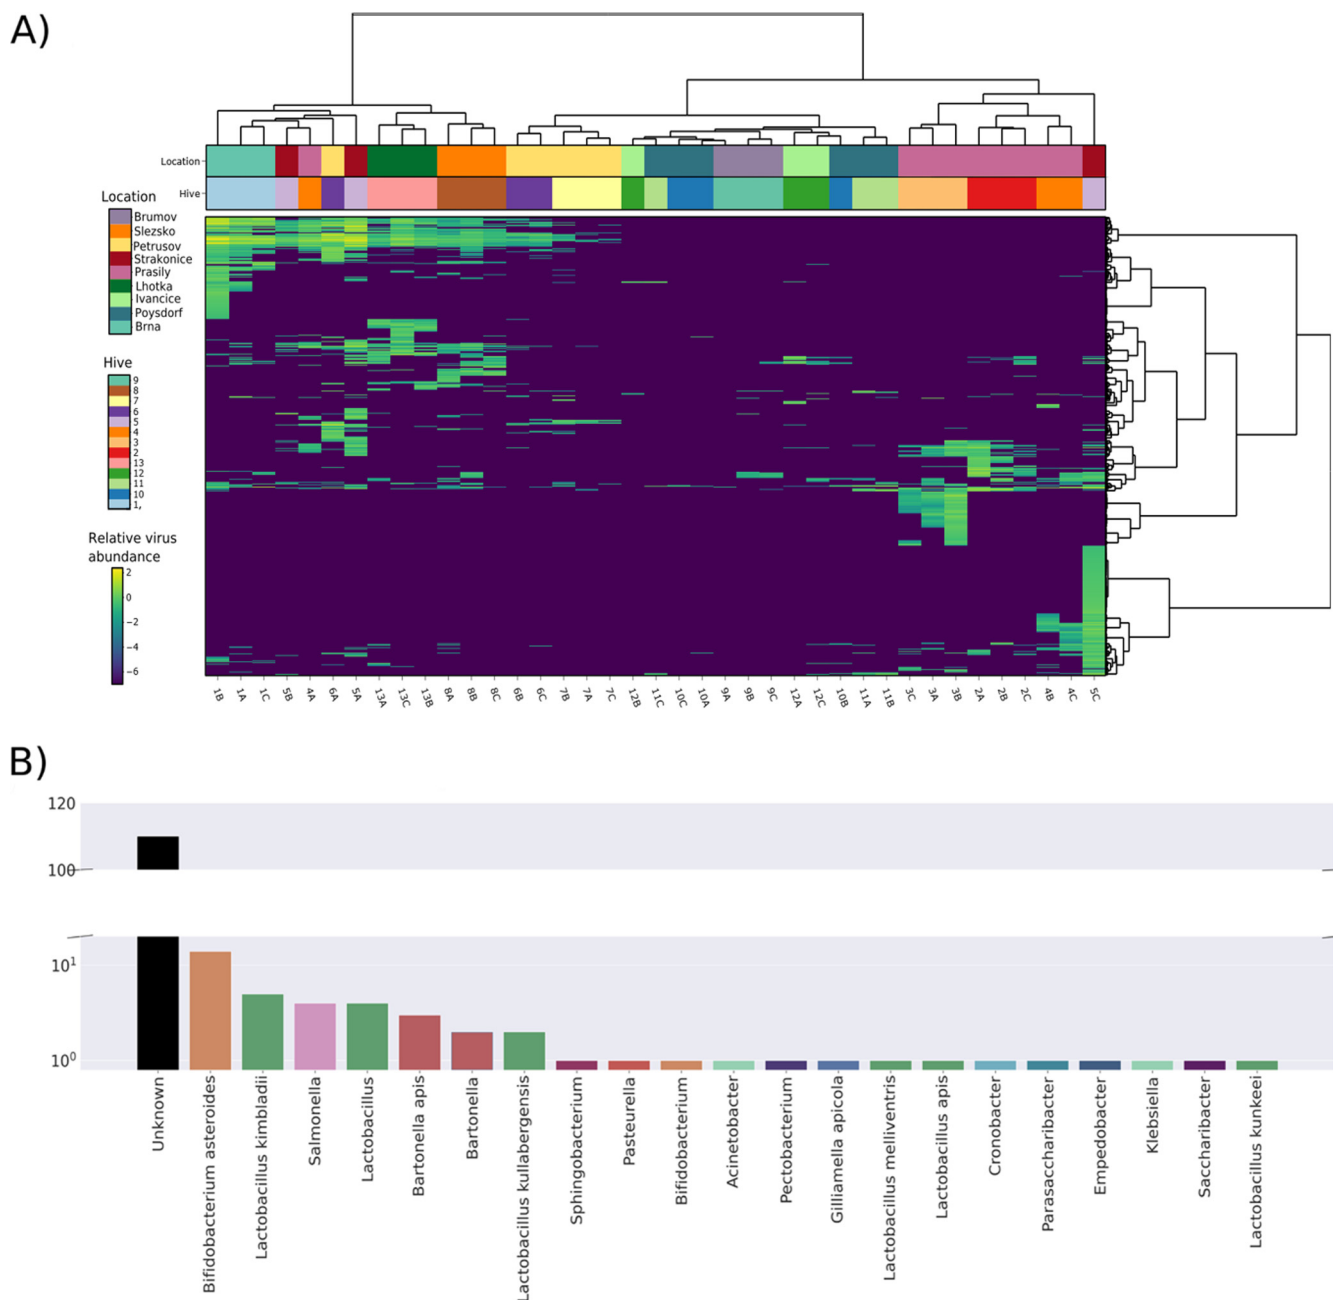 A)
Location
Hive
Location
Brumov
Slezsko
Petrusov
Strakonice
Prasily
Lhotka
Ivancice
Poysdorf
Brna
Hive
9
8
7
6
5
4
3
2
13
12
11
10
1,
Relative virus
abundance
2
0
−2
−4
−6
1B 1A 1C 5B 4A 6A 5A 13A 13C 13B 8A 8B 8C 6B 6C 7B 7A 7C 12B 11C 10C 10A 9A 9B 9C 12A 12C 10B 11A 11B 3C 3A 3B 2A 2B 2C 4B 4C 5C
B)
120
100
10¹
10⁰
Unknown
Bifidobacterium asteroides
Lactobacillus kimbladii
Salmonella
Lactobacillus
Bartonella apis
Bartonella
Lactobacillus kullabergensis
Sphingobacterium
Pasteurella
Bifidobacterium
Acinetobacter
Pectobacterium
Gilliamella apicola
Lactobacillus melliventris
Lactobacillus apis
Cronobacter
Parasaccharibacter
Empedobacter
Klebsiella
Saccharibacter
Lactobacillus kunkeei